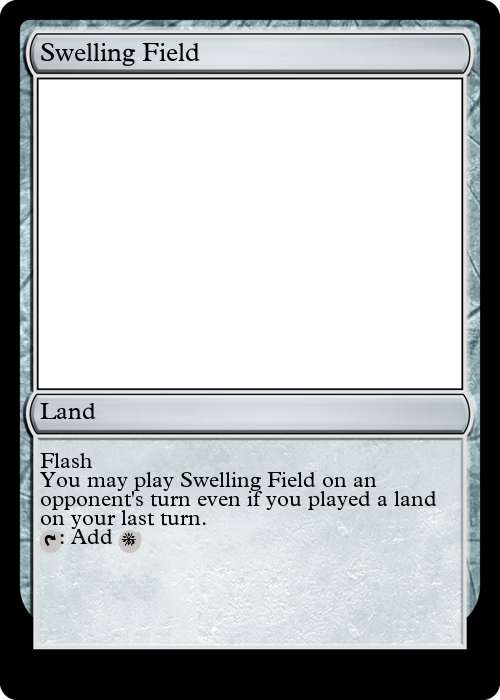 Swelling Field
Land
Flash
You may play Swelling Field on an
opponent's turn even if you played a land
on your last turn.
: Add